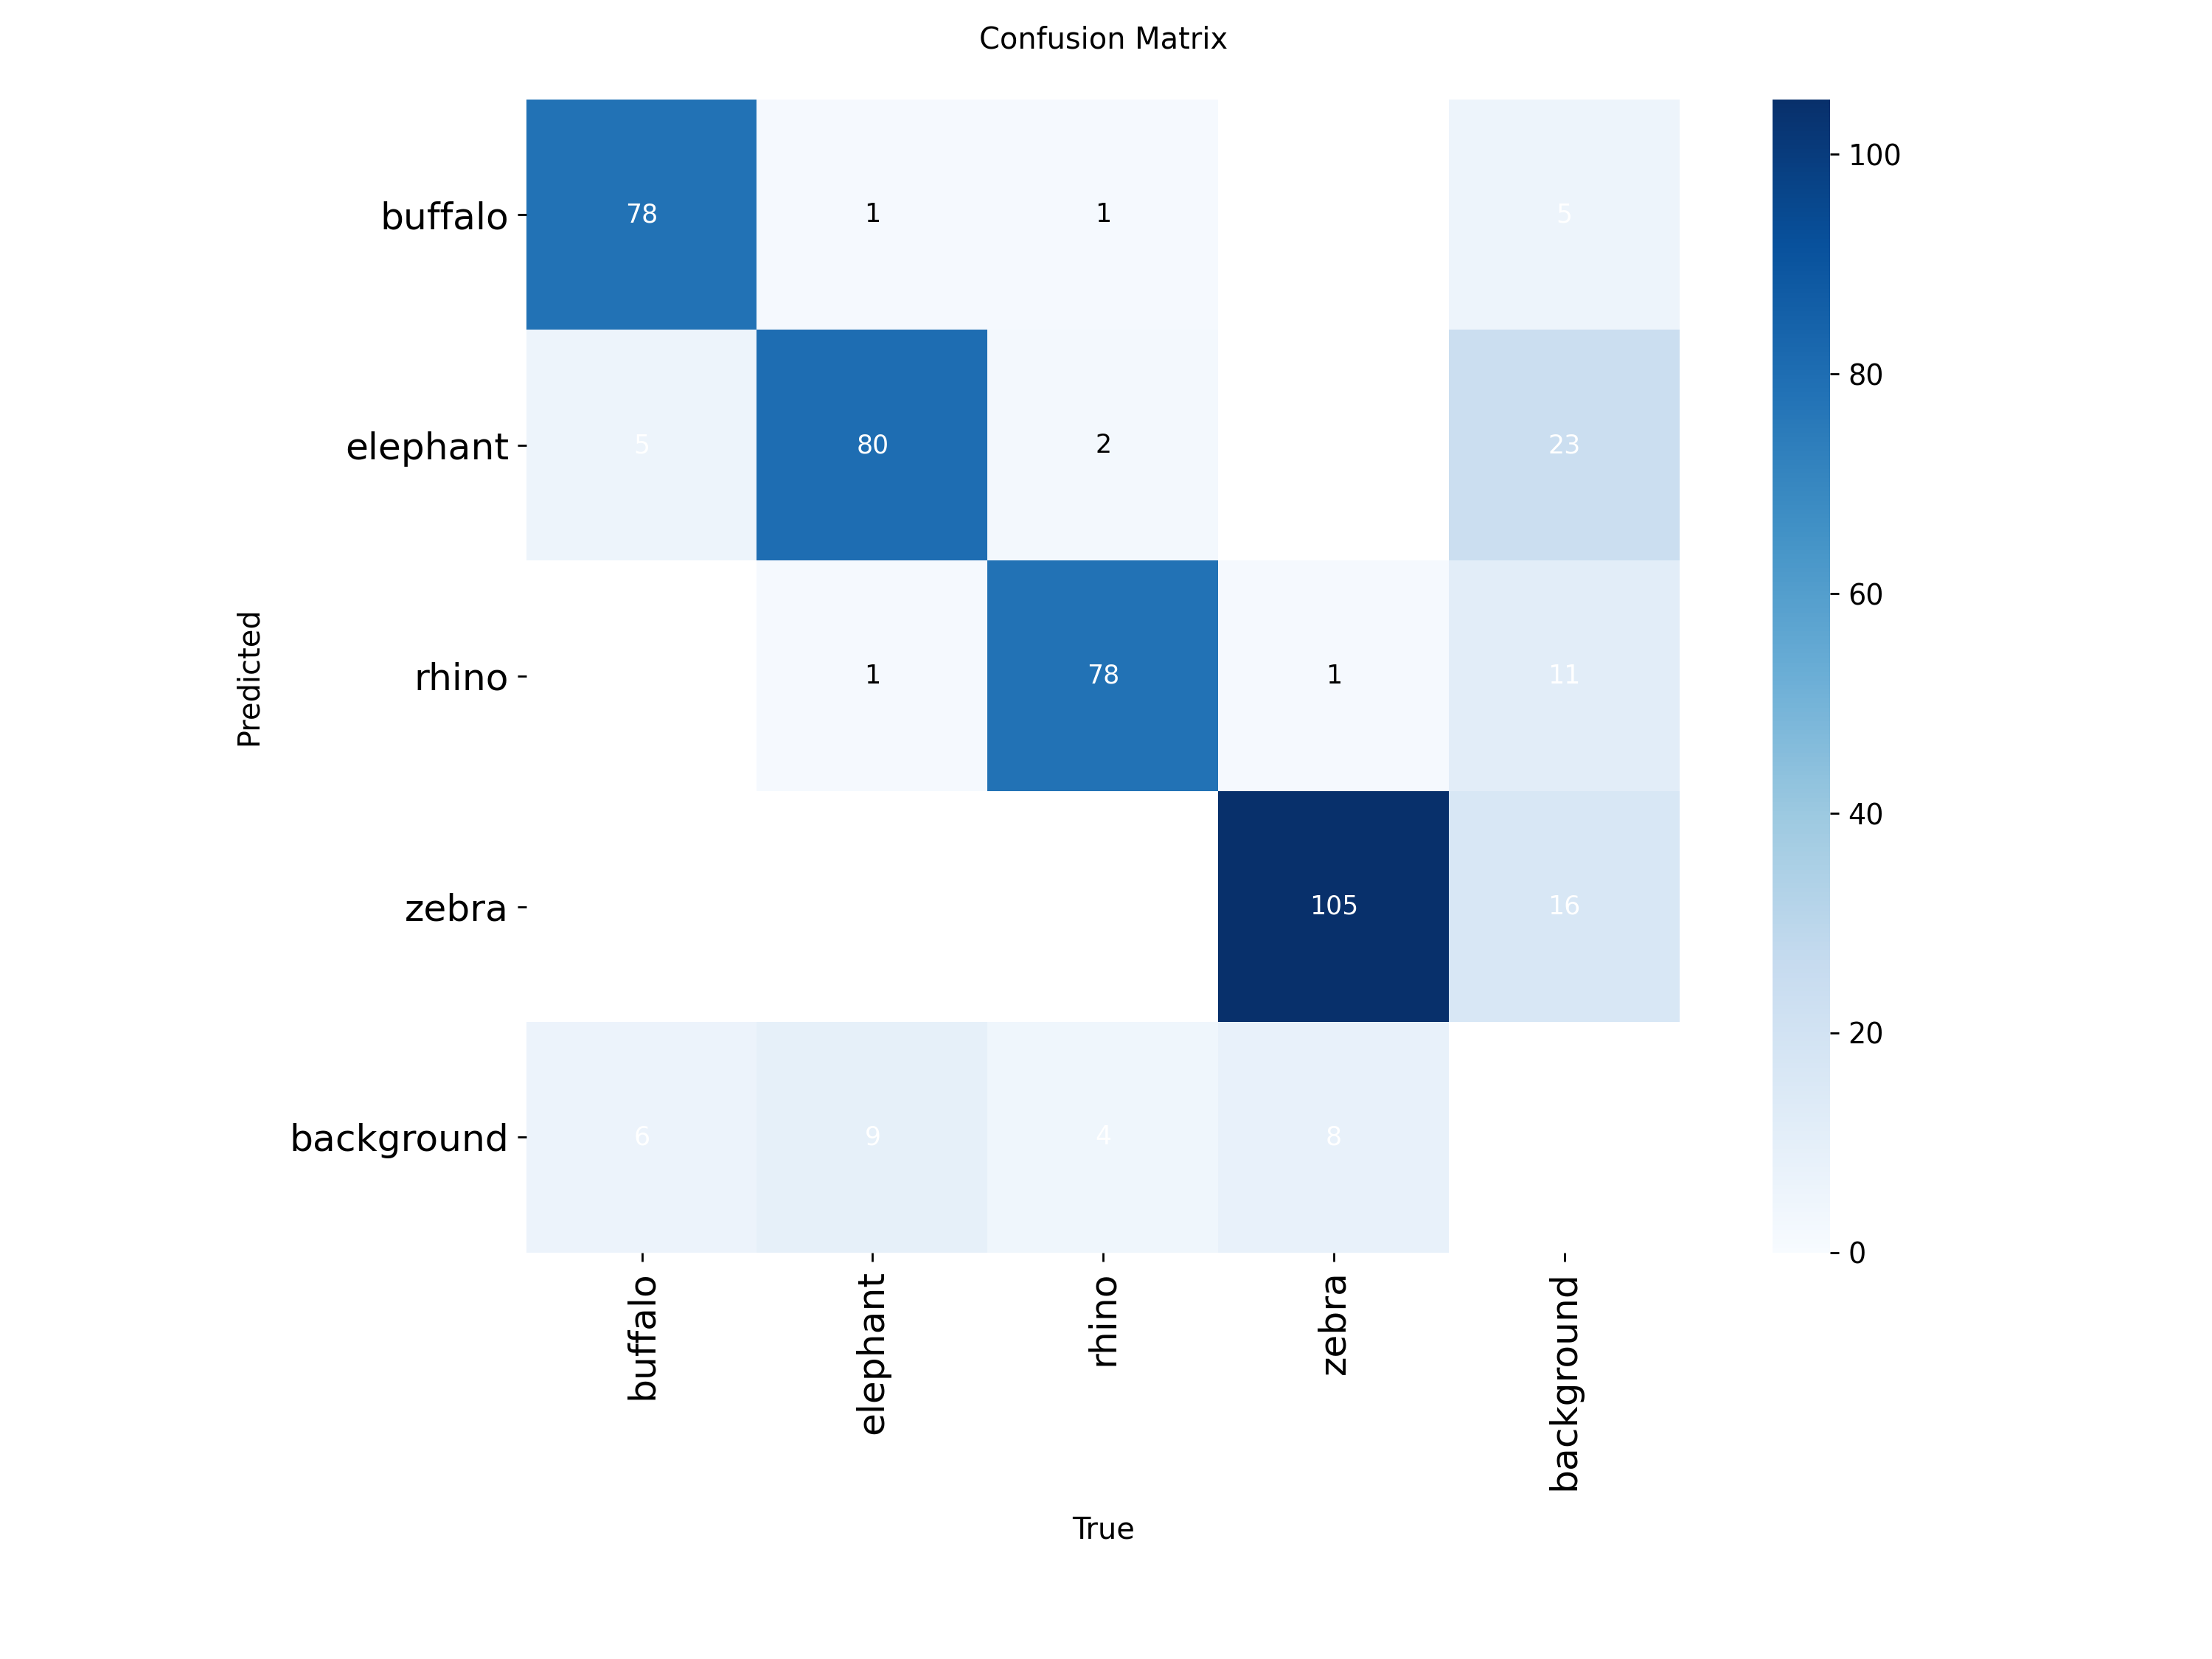 Confusion Matrix
buffalo 78 1 1 5
elephant 5 80 2 23
rhino 1 78 1 11
zebra 105 16
background 6 9 4 8
buffalo elephant rhino zebra background
Predicted
True
100
80
60
40
20
0